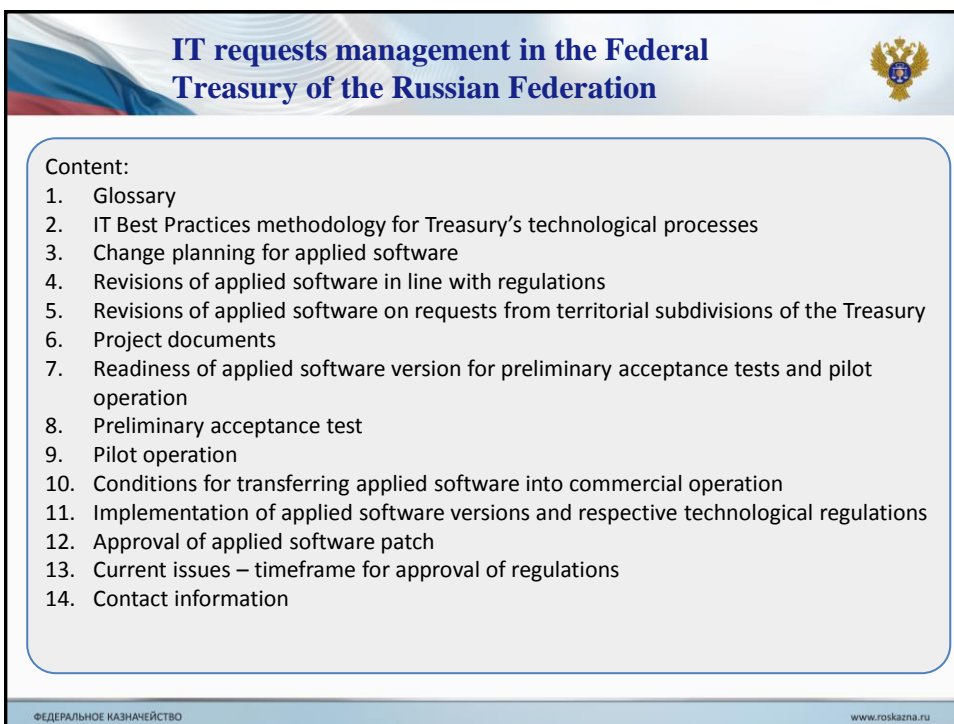 IT requests management in the Federal
Treasury of the Russian Federation
Content:
1. Glossary
2. IT Best Practices methodology for Treasury’s technological processes
3. Change planning for applied software
4. Revisions of applied software in line with regulations
5. Revisions of applied software on requests from territorial subdivisions of the Treasury
6. Project documents
7. Readiness of applied software version for preliminary acceptance tests and pilot
operation
8. Preliminary acceptance test
9. Pilot operation
10. Conditions for transferring applied software into commercial operation
11. Implementation of applied software versions and respective technological regulations
12. Approval of applied software patch
13. Current issues – timeframe for approval of regulations
14. Contact information
ФЕДЕРАЛЬНОЕ КАЗНАЧЕЙСТВО
www.roskazna.ru